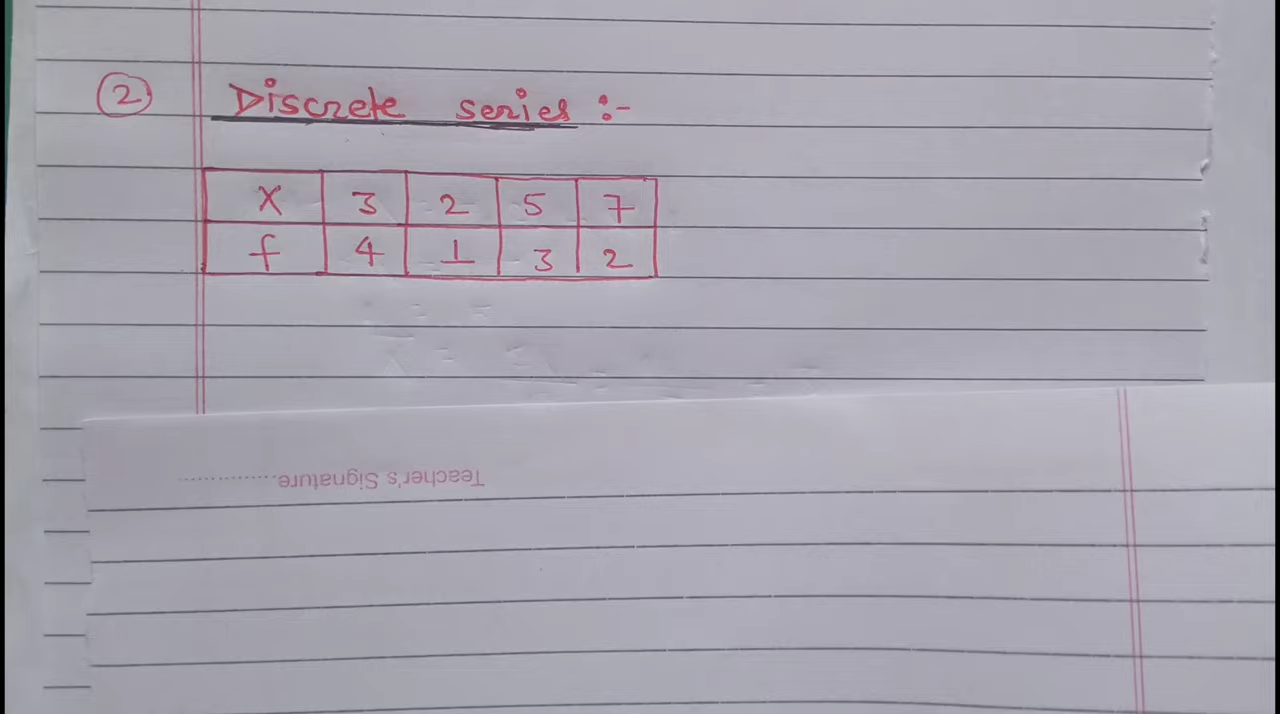 ② Discrete series :-
X 3 2 5 7
f 4 1 3 2
Teacher's Signature..............